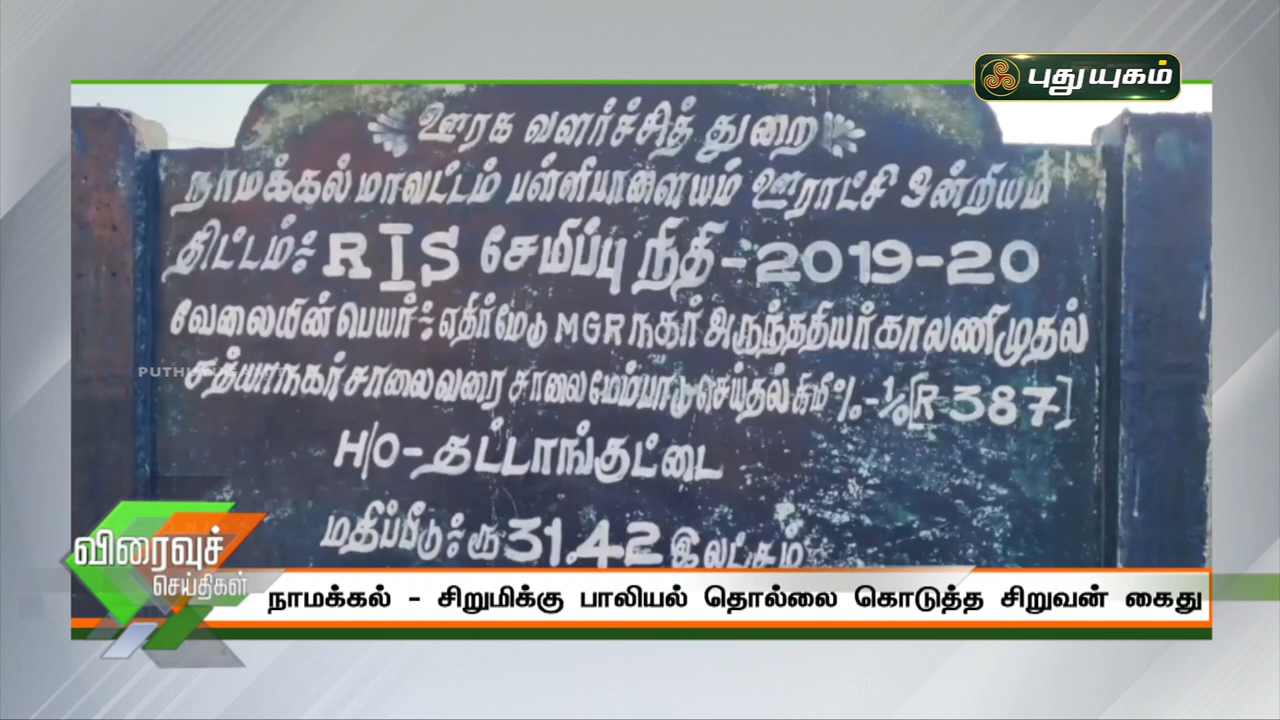 புதுயுகம்
ஊரக வளர்ச்சித் துறை
நாமக்கல் மாவட்டம் பள்ளிபாளையம் ஊராட்சி ஒன்றியம்
திட்டம்:- RIS சேமிப்பு நிதி - 2019-20
வேலையின் பெயர்:- எதிர்மேடு MGR நகர் அருந்ததியர் காலணி முதல்
சத்யாநகர் சாலை வரை சாலை மேம்பாடு செய்தல் கிமீ [R 387]
H/O - தட்டாங்குட்டை
மதிப்பீடு:- ரூ 31.42 இலட்சம்
விரைவுச்
செய்திகள்
நாமக்கல் - சிறுமிக்கு பாலியல் தொல்லை கொடுத்த சிறுவன் கைது